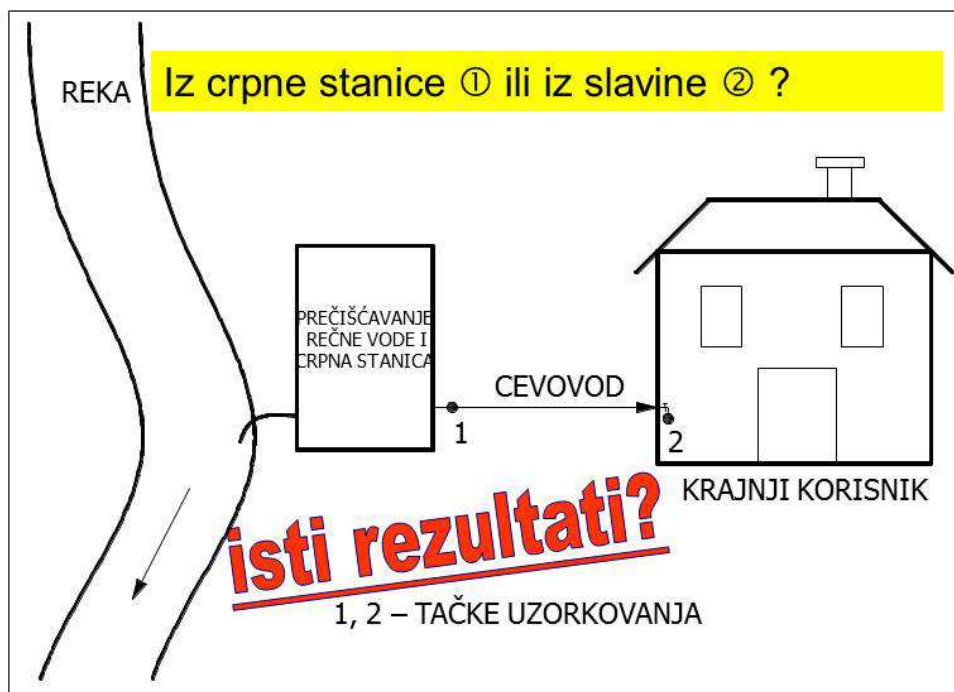 Iz crpne stanice ① ili iz slavine ② ?
REKA
PREČIŠĆAVANJE
REČNE VODE I
CRPNA STANICA
CEVOVOD
1
2
KRAJNJI KORISNIK
isti rezultati?
1, 2 – TAČKE UZORKOVANJA